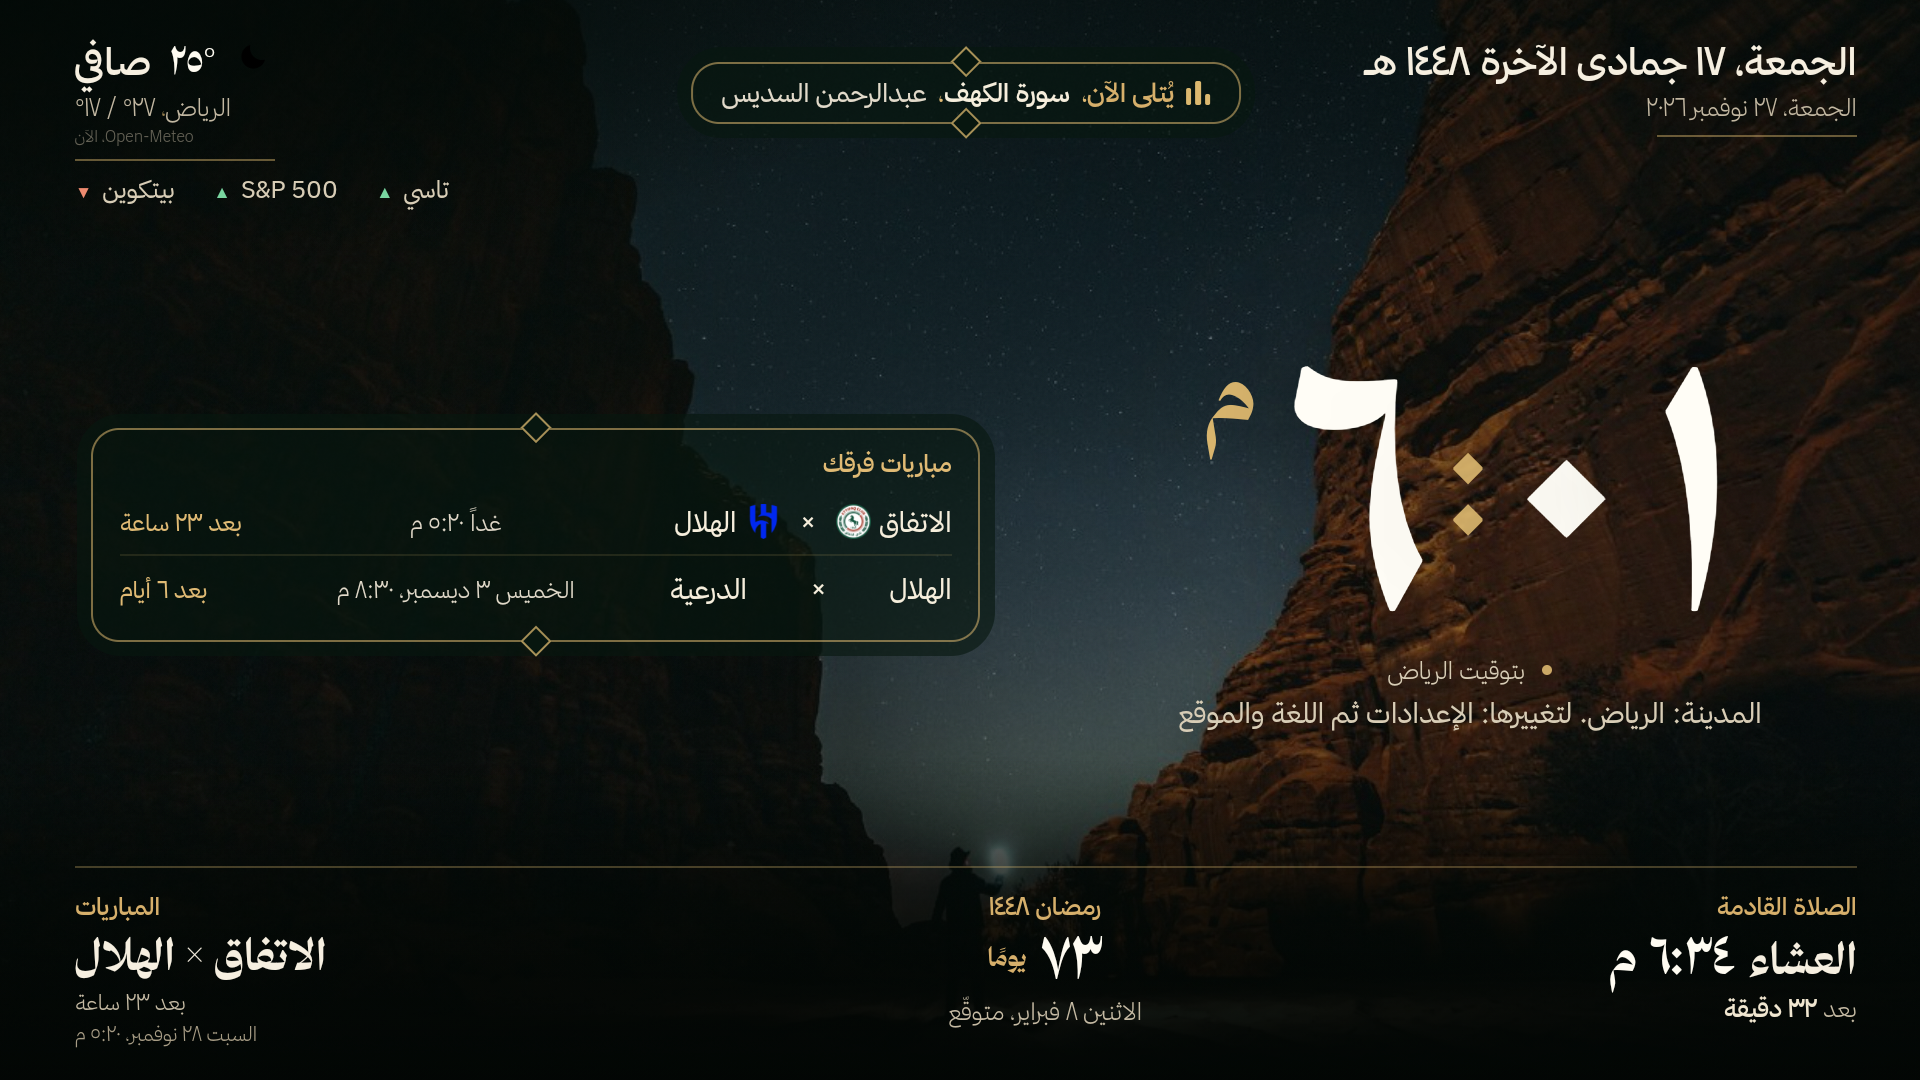 الجمعة، ١٧ جمادى الآخرة ١٤٤٨ هـ
الجمعة، ٢٧ نوفمبر ٢٠٢٦
يُتلى الآن، سورة الكهف، عبدالرحمن السديس
٢٥° صافي
الرياض، ٢٧° / ١٧°
Open-Meteo، الآن
تاسي ▲ S&P 500 ▲ بيتكوين ▼
٦:٠١ م
بتوقيت الرياض
المدينة: الرياض. لتغييرها: الإعدادات ثم اللغة والموقع
مباريات فرقك
الاتفاق × الهلال غداً ٥:٢٠ م بعد ٢٣ ساعة
الهلال × الدرعية الخميس ٣ ديسمبر، ٨:٣٠ م بعد ٦ أيام
الصلاة القادمة
العشاء ٦:٣٤ م
بعد ٣٢ دقيقة
رمضان ١٤٤٨
٧٣ يومًا
الاثنين ٨ فبراير، متوقّع
المباريات
الاتفاق × الهلال
بعد ٢٣ ساعة
السبت ٢٨ نوفمبر، ٥:٢٠ م